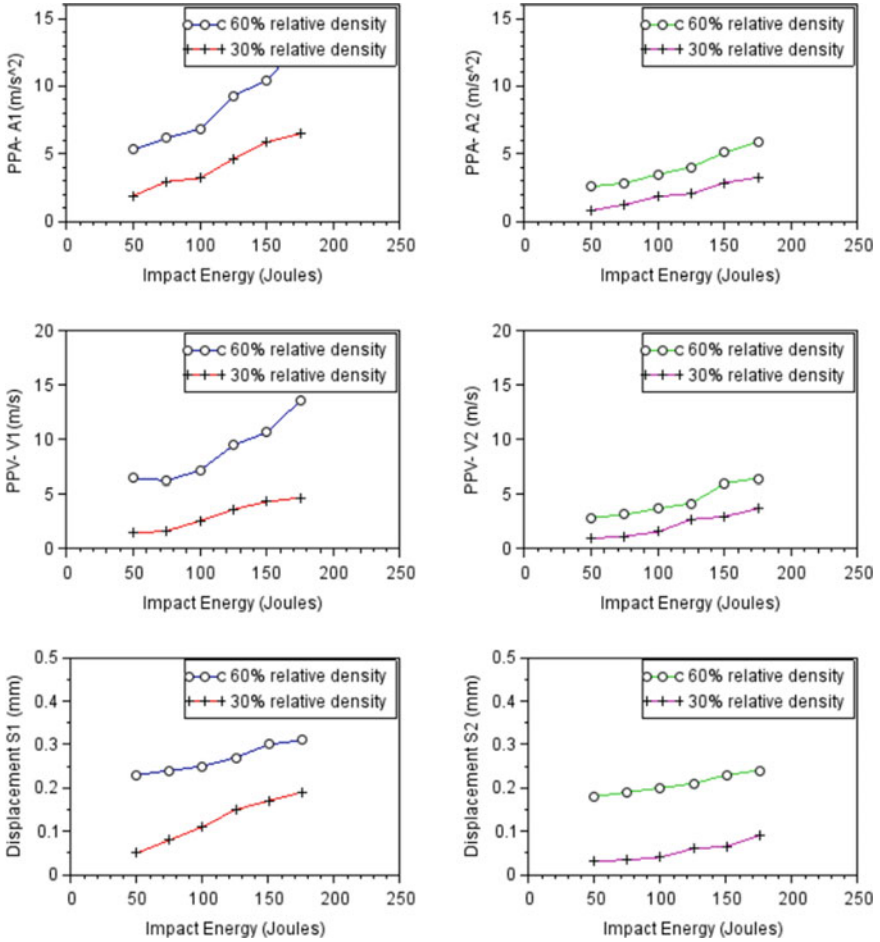 15
10
5
0
PPA- A1(m/s^2)
60% relative density
30% relative density
0 50 100 150 200 250
Impact Energy (Joules)
15
10
5
0
PPA- A2 (m/s^2)
60% relative density
30% relative density
0 50 100 150 200 250
Impact Energy (Joules)
20
15
10
5
0
PPV- V1 (m/s)
60% relative density
30% relative density
0 50 100 150 200 250
Impact Energy (Joules)
20
15
10
5
0
PPV- V2 (m/s)
60% relative density
30% relative density
0 50 100 150 200 250
Impact Energy (Joules)
0.5
0.4
0.3
0.2
0.1
0
Displacement S1 (mm)
60% relative density
30% relative density
0 50 100 150 200 250
Impact Energy (Joules)
0.5
0.4
0.3
0.2
0.1
0
Displacement S2 (mm)
60% relative density
30% relative density
0 50 100 150 200 250
Impact Energy (Joules)